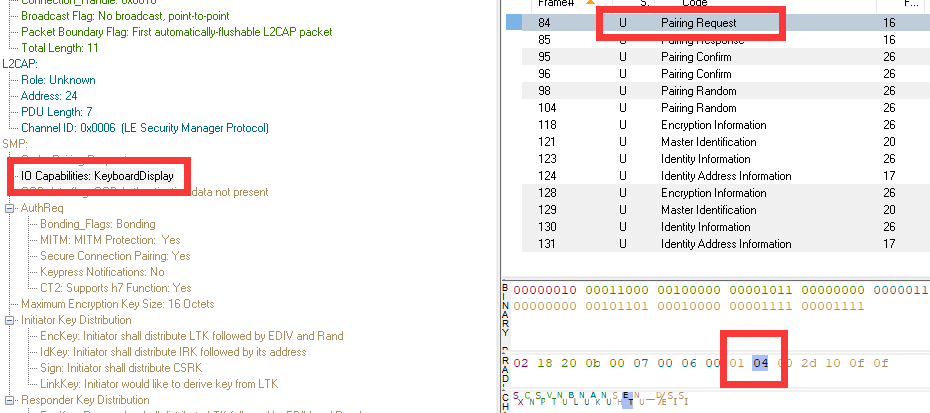 Connection_Handle: 0x0010
Broadcast Flag: No broadcast, point-to-point
Packet Boundary Flag: First automatically-flushable L2CAP packet
Total Length: 11
L2CAP:
Role: Unknown
Address: 24
PDU Length: 7
Channel ID: 0x0006 (LE Security Manager Protocol)
SMP:
IO Capabilities: KeyboardDisplay
data not present
AuthReq
Bonding_Flags: Bonding
MITM: MITM Protection: Yes
Secure Connection Pairing: Yes
Keypress Notifications: No
CT2: Supports h7 Function: Yes
Maximum Encryption Key Size: 16 Octets
Initiator Key Distribution
EncKey: Initiator shall distribute LTK followed by EDIV and Rand
IdKey: Initiator shall distribute IRK followed by its address
Sign: Initiator shall distribute CSRK
LinkKey: Initiator would like to derive key from LTK
Responder Key Distribution
Frame# S. Code F...
84 U Pairing Request 16
85 U Pairing Response 16
95 U Pairing Confirm 26
96 U Pairing Confirm 26
98 U Pairing Random 26
104 U Pairing Random 26
118 U Encryption Information 26
121 U Master Identification 20
123 U Identity Information 26
124 U Identity Address Information 17
128 U Encryption Information 26
129 U Master Identification 20
130 U Identity Information 26
131 U Identity Address Information 17
BINARY
00000010 00011000 00100000 00001011 00000000 0000011
00000000 00101101 00010000 00001111 00001111
RADI
02 18 20 0b 00 07 00 06 00 01 04 00 2d 10 0f 0f
CH